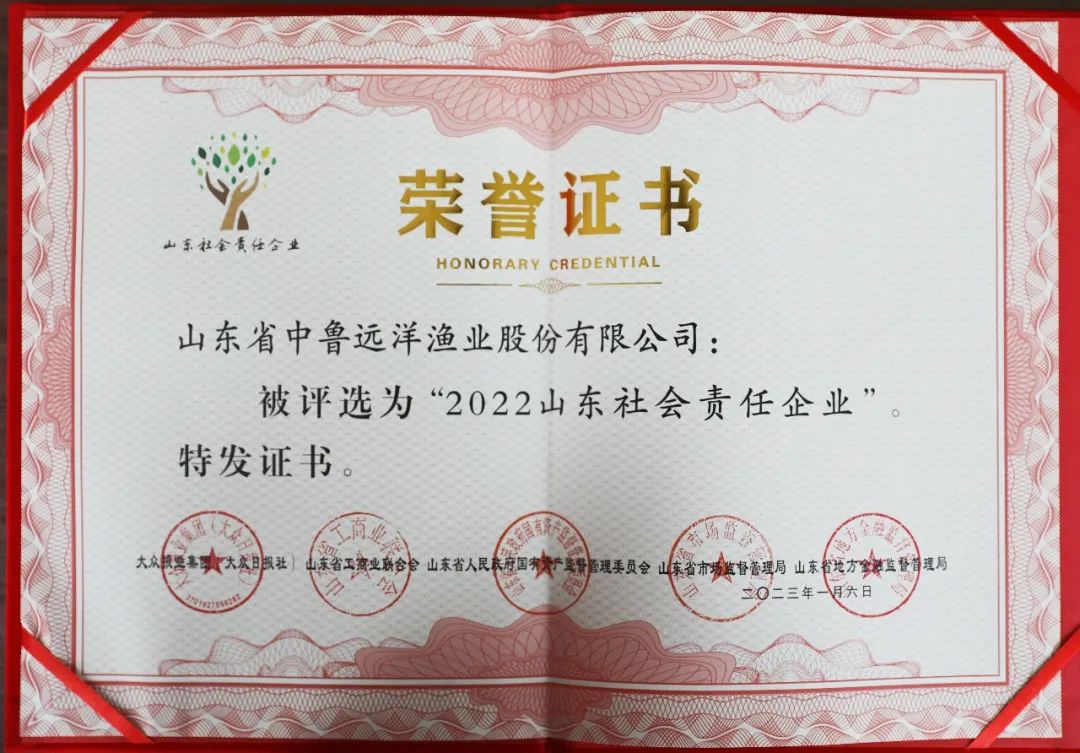 山东社会责任企业
荣誉证书
HONORARY CREDENTIAL
山东省中鲁远洋渔业股份有限公司：
被评选为“2022山东社会责任企业”。
特发证书。
大众报业集团（大众日报社） 山东省工商业联合会 山东省人民政府国有资产监督管理委员会 山东省市场监督管理局 山东省地方金融监督管理局
二〇二三年一月六日